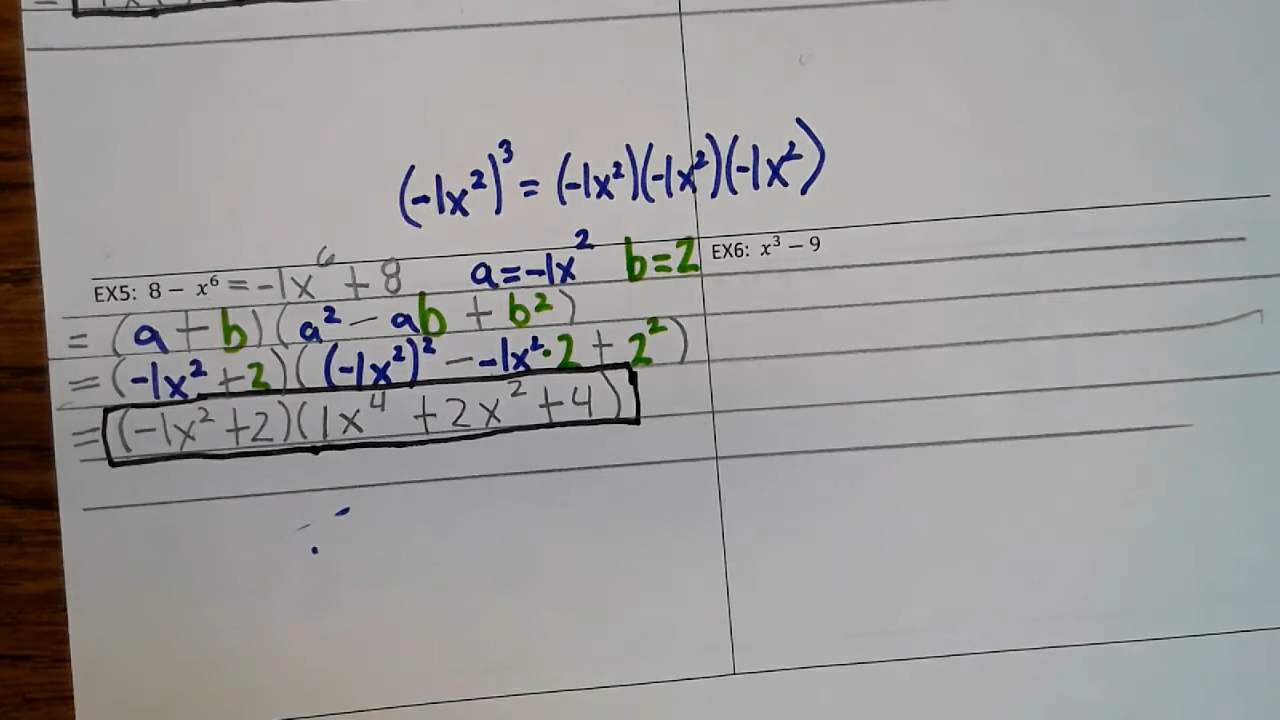 (-1x²)³ = (-1x²)(-1x²)(-1x²)
EX5: 8 − x⁶ = -1x⁶ + 8 a = -1x² b = 2
= (a + b)(a² − ab + b²)
= (-1x² + 2)((-1x²)² − -1x²·2 + 2²)
= (-1x² + 2)(1x⁴ + 2x² + 4)
EX6: x³ − 9